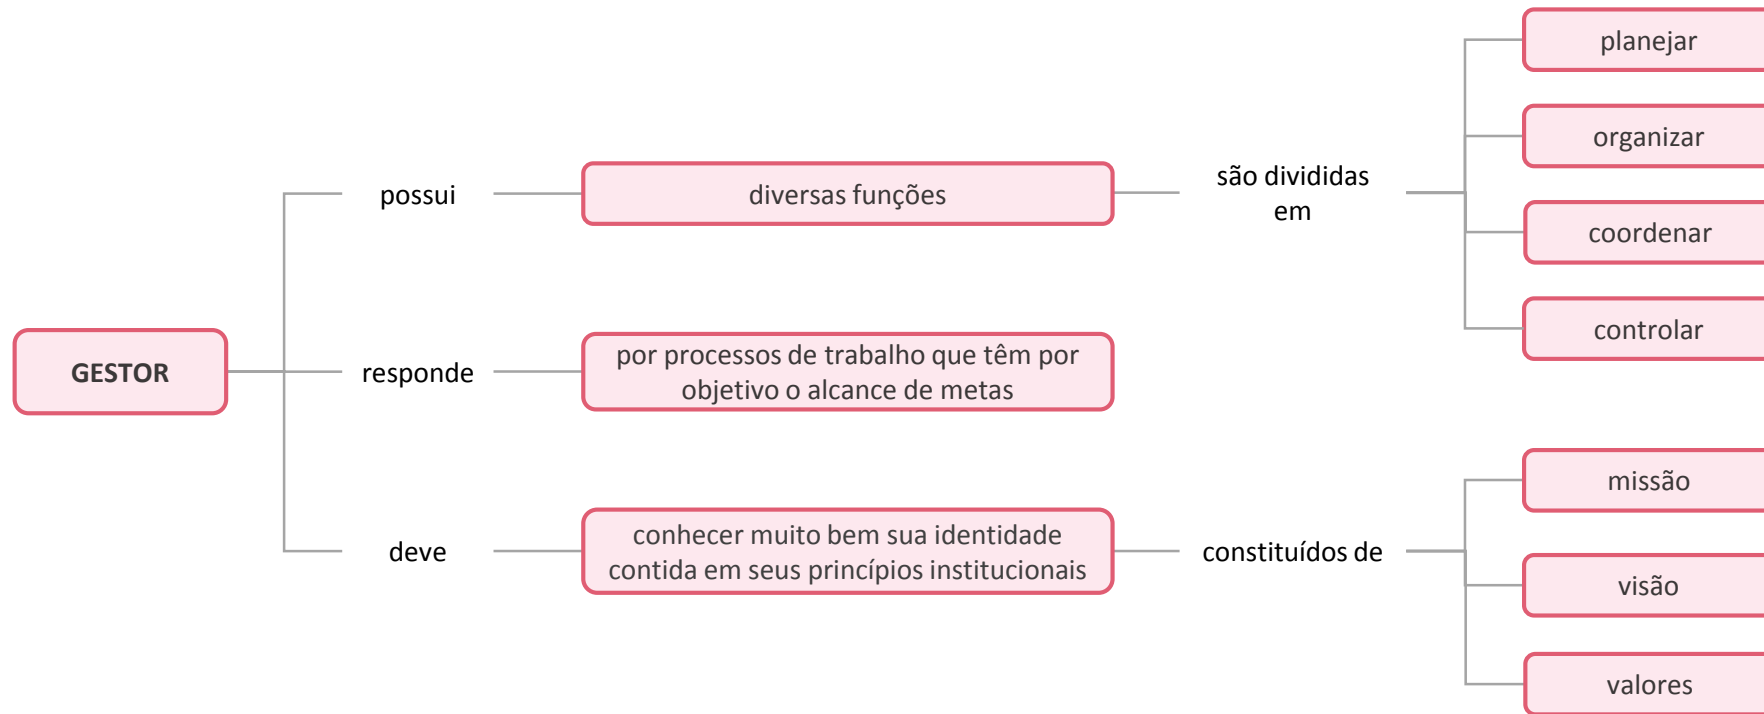 GESTOR
possui
diversas funções
são divididas
em
planejar
organizar
coordenar
controlar
responde
por processos de trabalho que têm por
objetivo o alcance de metas
deve
conhecer muito bem sua identidade
contida em seus princípios institucionais
constituídos de
missão
visão
valores